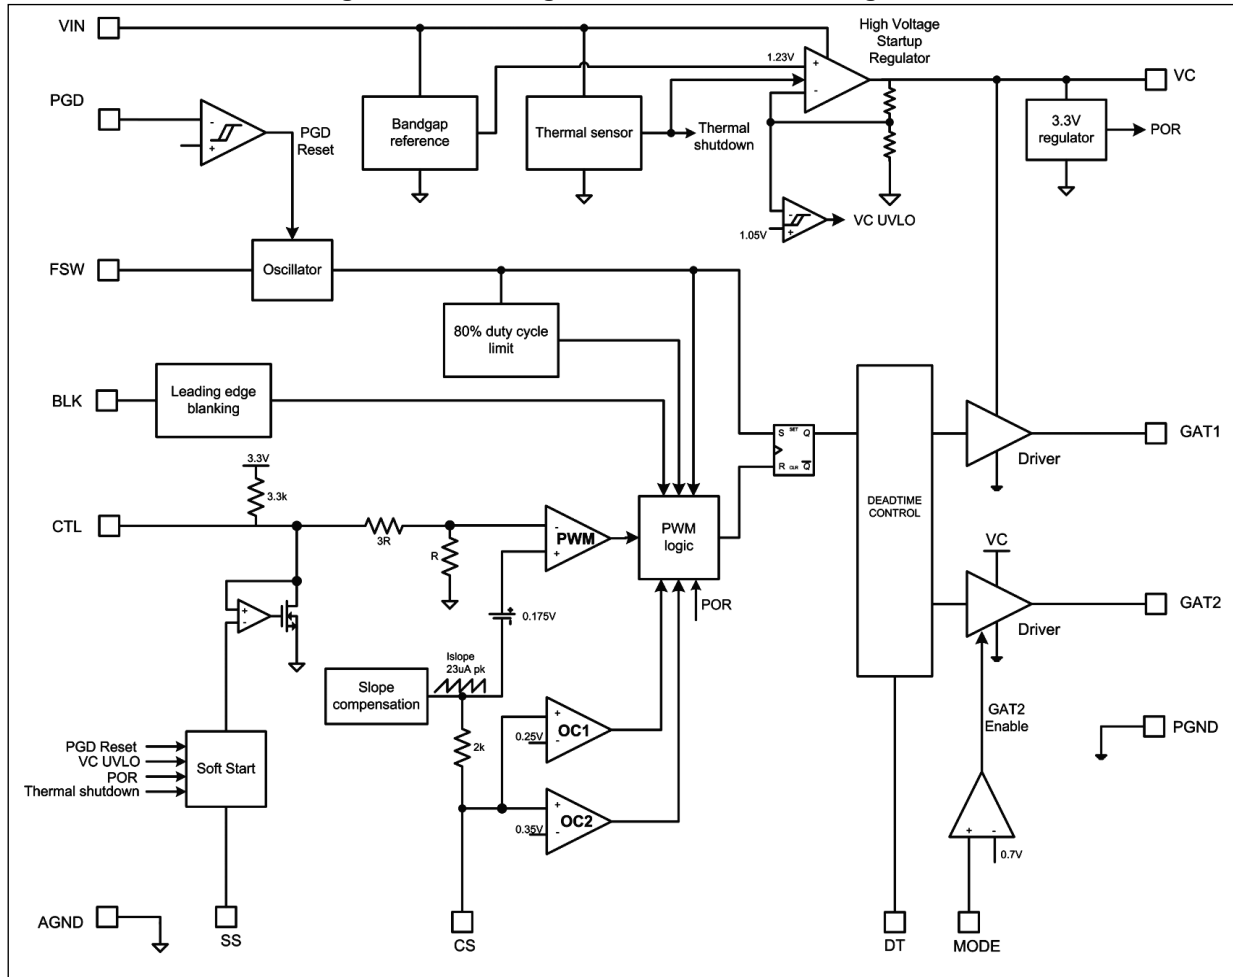 VIN
High Voltage
Startup
Regulator
1.23V
+
-
VC
PGD
-
+
PGD
Reset
Bandgap
reference
Thermal sensor
Thermal
shutdown
3.3V
regulator
POR
1.05V
-
+
VC UVLO
FSW
Oscillator
80% duty cycle
limit
BLK
Leading edge
blanking
S SET Q
R CLR Q
DEADTIME
CONTROL
GAT1
Driver
3.3V
3.3k
CTL
3R
R
-
PWM
+
PWM
logic
POR
VC
+
-
0.175V
GAT2
Driver
Islope
23uA pk
Slope
compensation
2k
+
OC1
0.25V
-
GAT2
Enable
PGND
PGD Reset
VC UVLO
POR
Thermal shutdown
Soft Start
+
OC2
0.35V
-
+
-
0.7V
AGND
SS
CS
DT
MODE